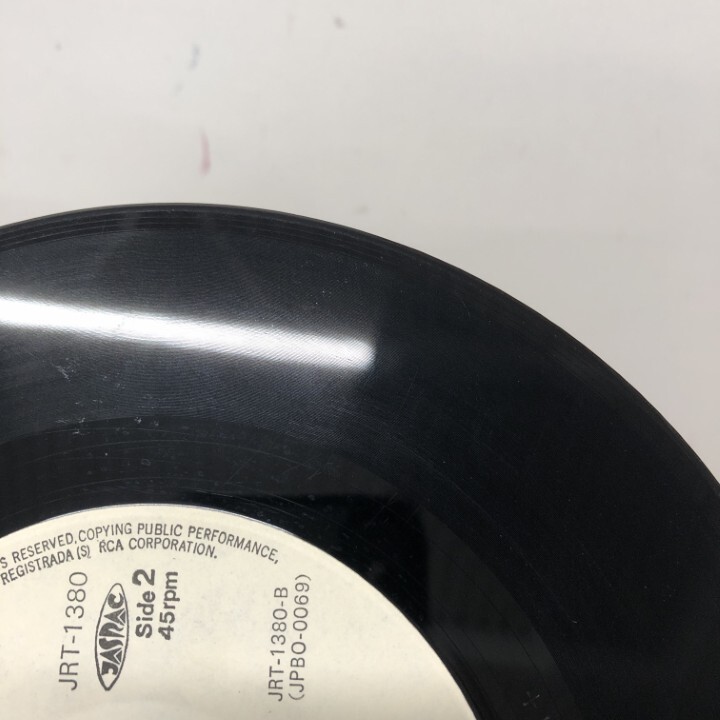 S RESERVED,COPYING PUBLIC PERFORMANCE,
REGISTRADA(S) RCA CORPORATION.
JRT-1380
JASRAC
Side 2
45rpm
JRT-1380-B
(JPBO-0069)